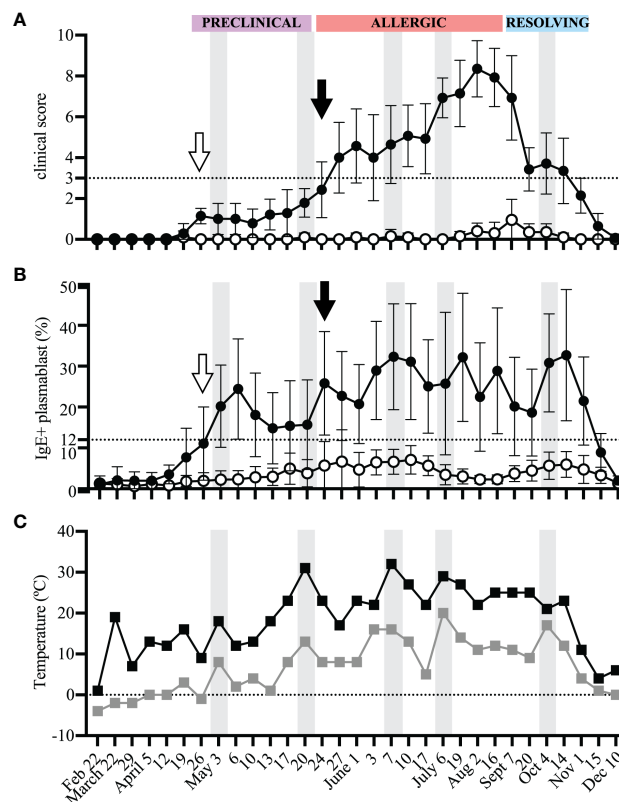 A
PRECLINICAL ALLERGIC RESOLVING
clinical score
10
8
6
4
3
2
0
B
IgE+ plasmablast (%)
50
40
30
20
12
10
0
C
Temperature (ºC)
40
30
20
10
0
-10
Feb 22
March 22
29
April 5
12
19
26
May 3
6
10
13
17
20
24
27
June 1
3
7
10
17
July 6
19
Aug 2
16
Sept 7
20
Oct 4
14
Nov 1
15
Dec 10